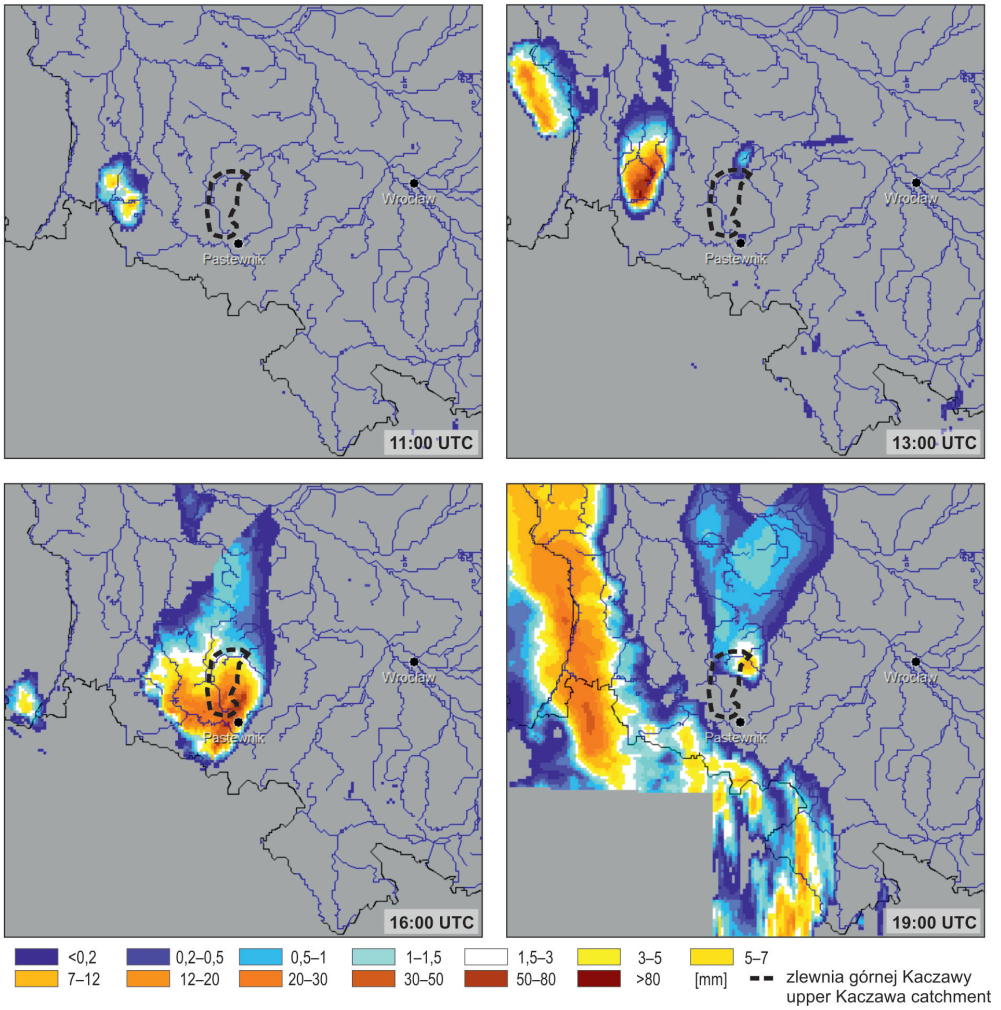 Wrocław
Pastewnik
11:00 UTC
Wrocław
Pastewnik
13:00 UTC
Wrocław
Pastewnik
16:00 UTC
Wrocław
Pastewnik
19:00 UTC
<0,2 0,2–0,5 0,5–1 1–1,5 1,5–3 3–5 5–7
7–12 12–20 20–30 30–50 50–80 >80 [mm] zlewnia górnej Kaczawy
upper Kaczawa catchment